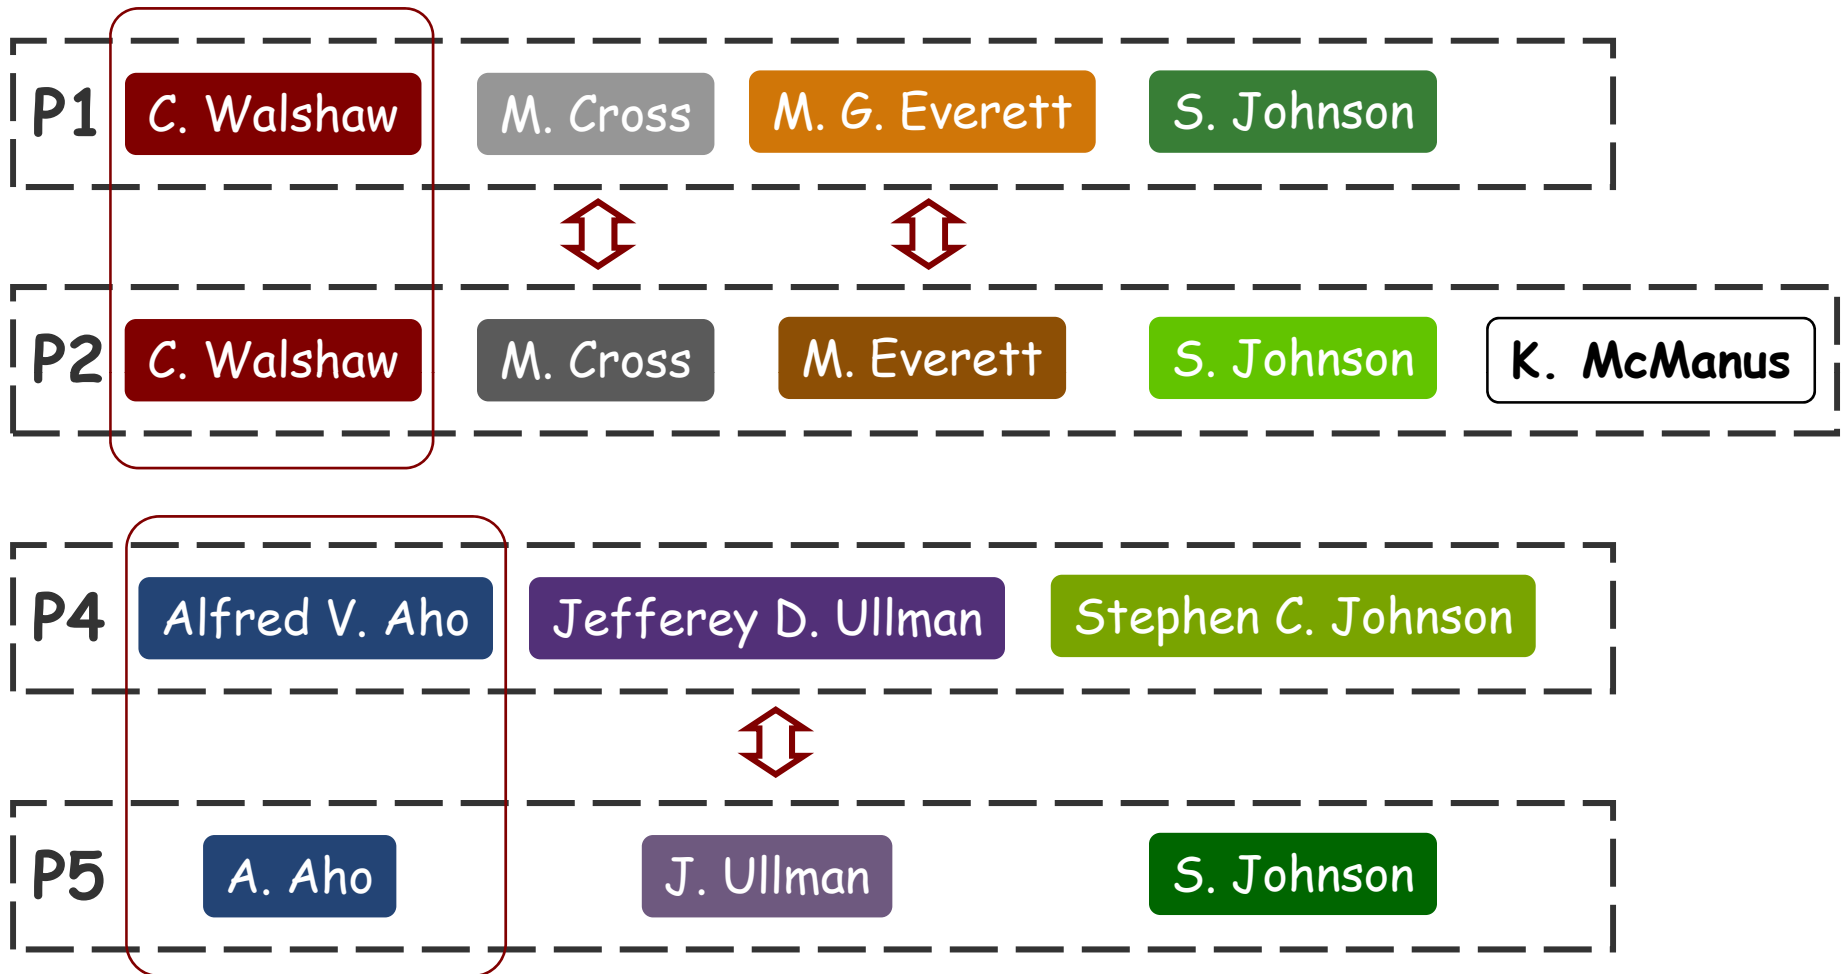 P1 C. Walshaw M. Cross M. G. Everett S. Johnson
P2 C. Walshaw M. Cross M. Everett S. Johnson K. McManus
P4 Alfred V. Aho Jefferey D. Ullman Stephen C. Johnson
P5 A. Aho J. Ullman S. Johnson